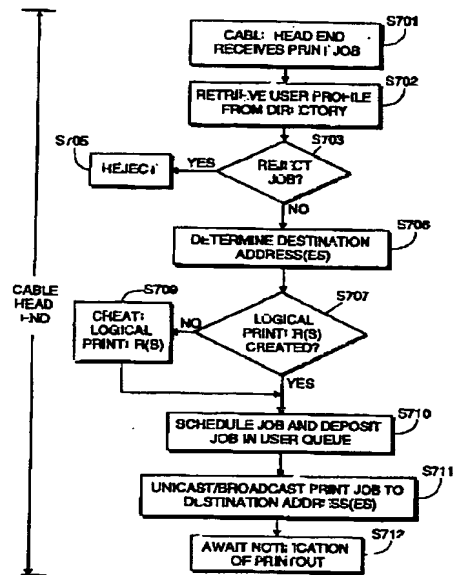 S701
CABLE HEAD END
RECEIVES PRINT JOB
S702
RETRIEVE USER PROFILE
FROM DIRECTORY
S703
S705
REJECT
YES
REJECT
JOB?
NO
S706
DETERMINE DESTINATION
ADDRESS(ES)
CABLE
HEAD
END
S709
S707
CREATE
LOGICAL
PRINTER(S)
NO
LOGICAL
PRINTER(S)
CREATED?
YES
S710
SCHEDULE JOB AND DEPOSIT
JOB IN USER QUEUE
S711
UNICAST/BROADCAST PRINT JOB TO
DESTINATION ADDRESS(ES)
S712
AWAIT NOTIFICATION
OF PRINTOUT